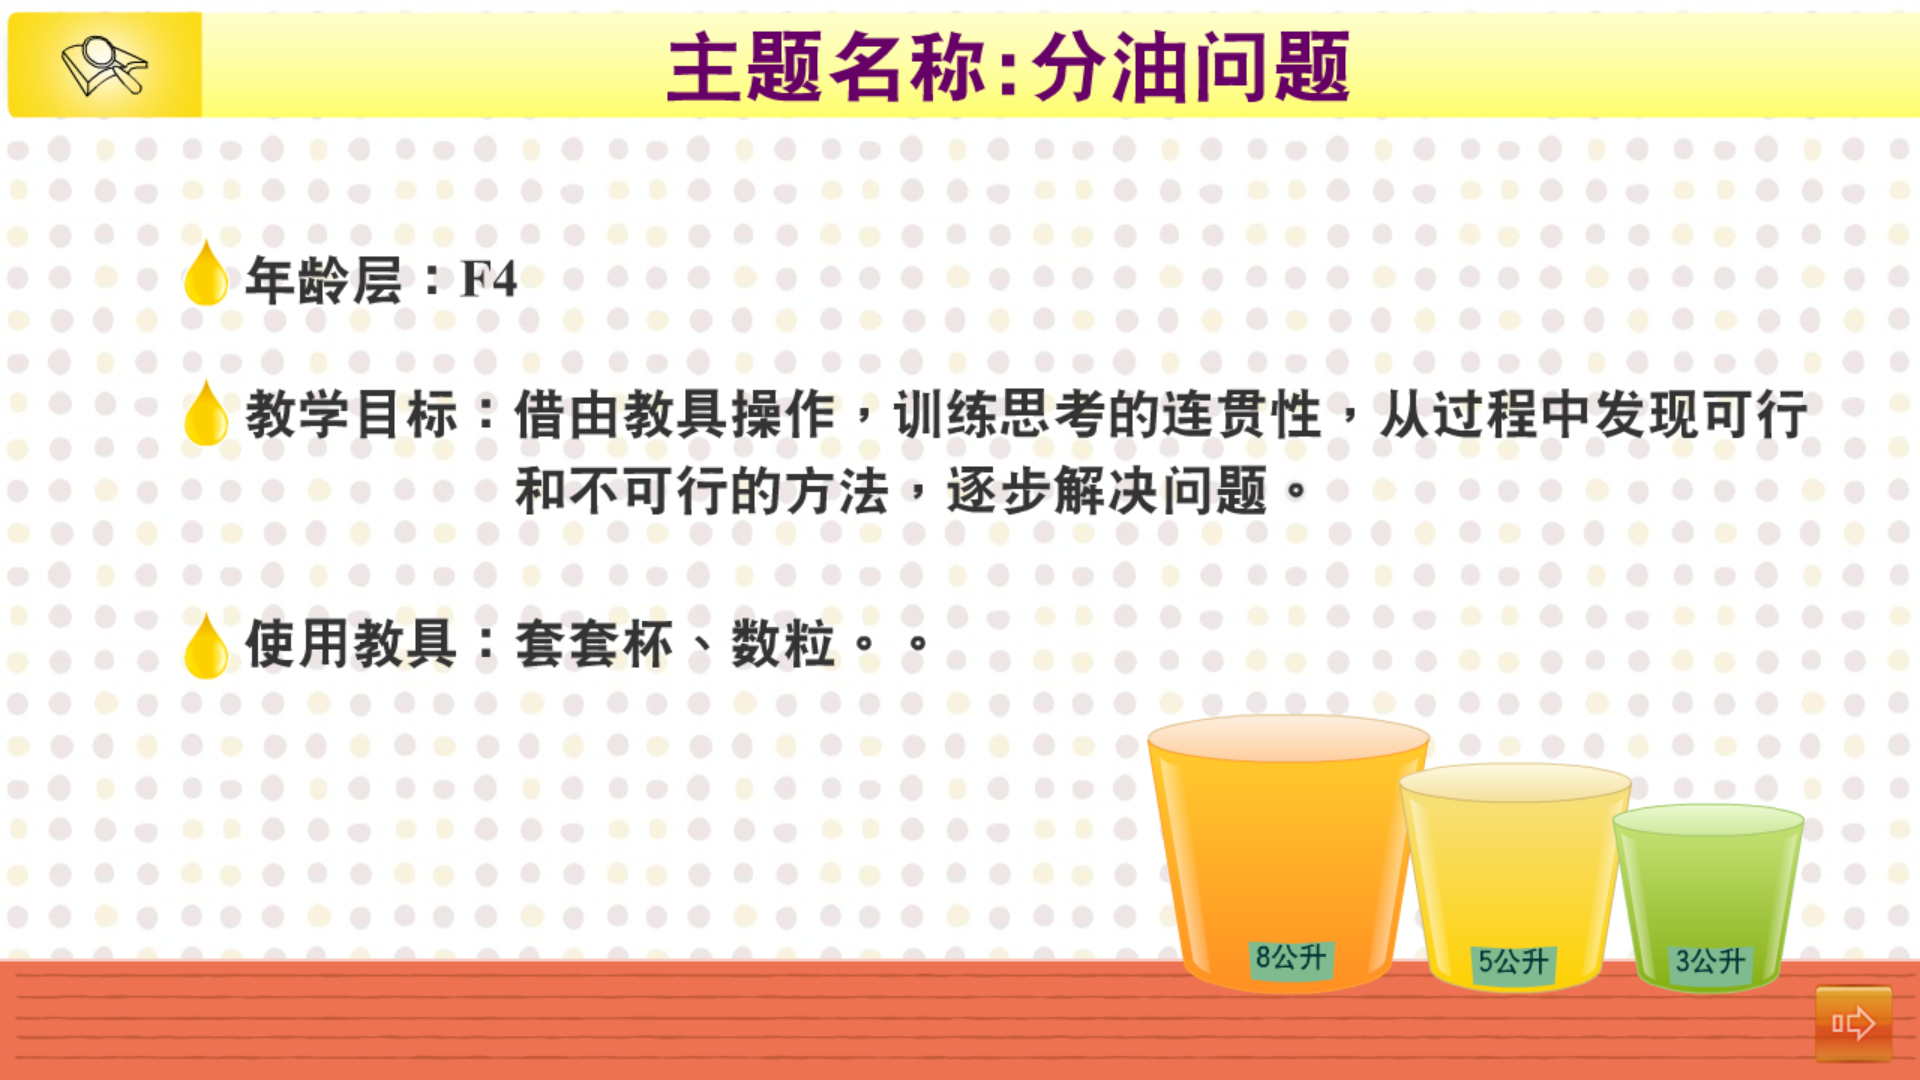 主题名称:分油问题
年龄层：F4
教学目标：借由教具操作，训练思考的连贯性，从过程中发现可行
和不可行的方法，逐步解决问题。
使用教具：套套杯、数粒。。
8公升
5公升
3公升